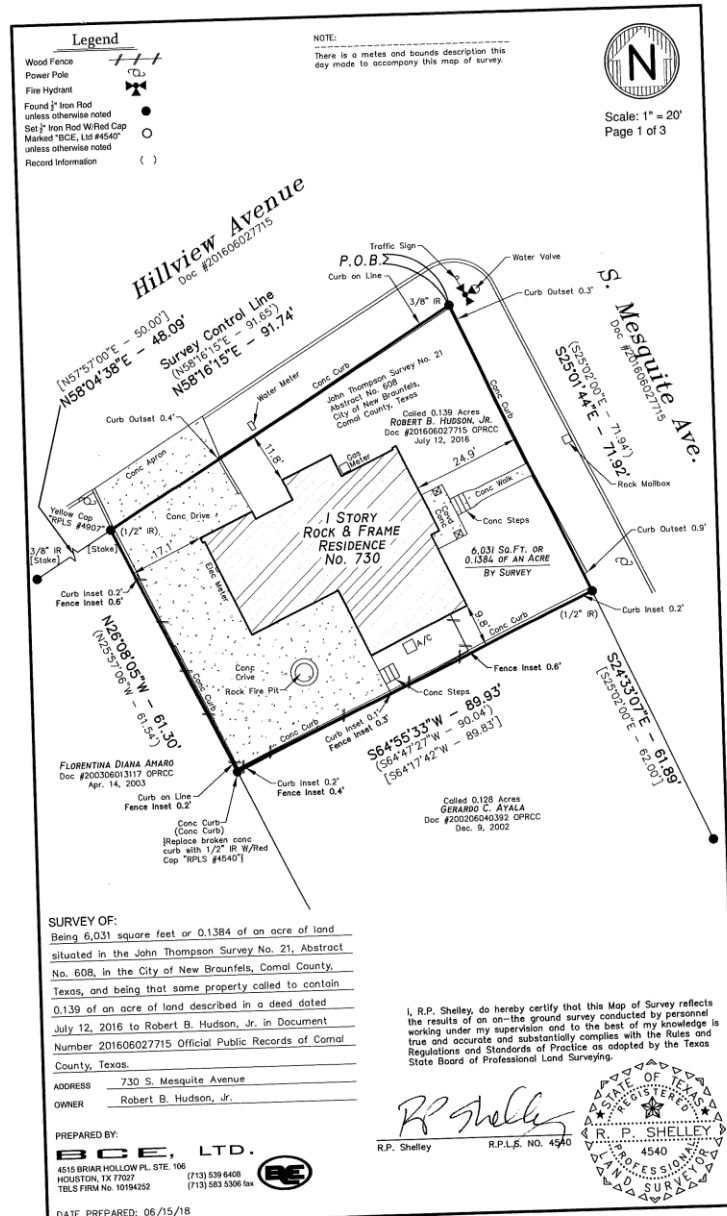 Legend
Wood Fence
Power Pole
Fire Hydrant
Found ½" Iron Rod
unless otherwise noted
Set ½" Iron Rod W/Red Cap
Marked "BCE, Ltd #4540"
unless otherwise noted
Record Information ( )
NOTE:
There is a metes and bounds description this
day made to accompany this map of survey.
N
Scale: 1" = 20'
Page 1 of 3
Hillview Avenue
Doc #201606027715
S. Mesquite Ave.
Doc #201606027715
Traffic Sign
P.O.B.
Water Valve
Curb on Line
3/8" IR
Curb Outset 0.3'
[N57°57'00"E - 50.00']
N58°04'38"E - 48.09'
Survey Control Line
(N58°16'15"E - 91.65')
N58°16'15"E - 91.74'
(S25°02'00"E - 71.94')
S25°01'44"E - 71.92'
Conc Curb
Water Meter
John Thompson Survey No. 21
Abstract No. 608
City of New Braunfels,
Comal County, Texas
Called 0.139 Acres
ROBERT B. HUDSON, JR.
Doc #201606027715 OPRCC
July 12, 2016
Conc Curb
Curb Outset 0.4'
Conc Apron
11.8'
Gas
Meter
24.9'
Rock Mailbox
Conc Walk
Covd
Conc
Conc Steps
Yellow Cap
"RPLS #4907"
(1/2" IR)
Conc Drive
3/8" IR
[Stake]
[Stake]
17.1'
1 STORY
ROCK & FRAME
RESIDENCE
No. 730
Elec Meter
6,031 SQ.FT. OR
0.1384 OF AN ACRE
BY SURVEY
Curb Outset 0.9'
Curb Inset 0.2'
Fence Inset 0.6'
(1/2" IR)
Curb Inset 0.2'
9.8'
A/C
Fence Inset 0.6'
N26°08'05"W - 61.30'
(N25°57'06"W - 61.54')
Conc Curb
Conc
Drive
Rock Fire Pit
Conc Steps
Conc Curb
Curb Inset 0.1'
Fence Inset 0.3'
S64°55'33"W - 89.93'
(S64°47'27"W - 90.04')
[S64°17'42"W - 89.83']
S24°33'07"E - 61.89'
[S25°02'00"E - 62.00']
FLORENTINA DIANA AMARO
Doc #200306013117 OPRCC
Apr. 14, 2003
Curb on Line
Fence Inset 0.2'
Curb Inset 0.2'
Fence Inset 0.4'
Conc Curb
(Conc Curb)
[Replace broken conc
curb with 1/2" IR W/Red
Cap "RPLS #4540"]
Called 0.128 Acres
GERARDO C. AYALA
Doc #200206040392 OPRCC
Dec. 9, 2002
SURVEY OF:
Being 6,031 square feet or 0.1384 of an acre of land
situated in the John Thompson Survey No. 21, Abstract
No. 608, in the City of New Braunfels, Comal County,
Texas, and being that same property called to contain
0.139 of an acre of land described in a deed dated
July 12, 2016 to Robert B. Hudson, Jr. in Document
Number 201606027715 Official Public Records of Comal
County, Texas.
ADDRESS 730 S. Mesquite Avenue
OWNER Robert B. Hudson, Jr.
I, R.P. Shelley, do hereby certify that this Map of Survey reflects
the results of an on-the ground survey conducted by personnel
working under my supervision and to the best of my knowledge is
true and accurate and substantially complies with the Rules and
Regulations and Standards of Practice as adopted by the Texas
State Board of Professional Land Surveying.
RP Shelley
R.P. Shelley R.P.L.S. NO. 4540
STATE OF TEXAS
REGISTERED
R. P. SHELLEY
4540
PROFESSIONAL
LAND SURVEYOR
PREPARED BY:
BCE, LTD.
4515 BRIAR HOLLOW PL. STE. 106
HOUSTON, TX 77027 (713) 539 6408
TBLS FIRM No. 10194252 (713) 583 5306 fax
BCE
DATE PREPARED: 06/15/18